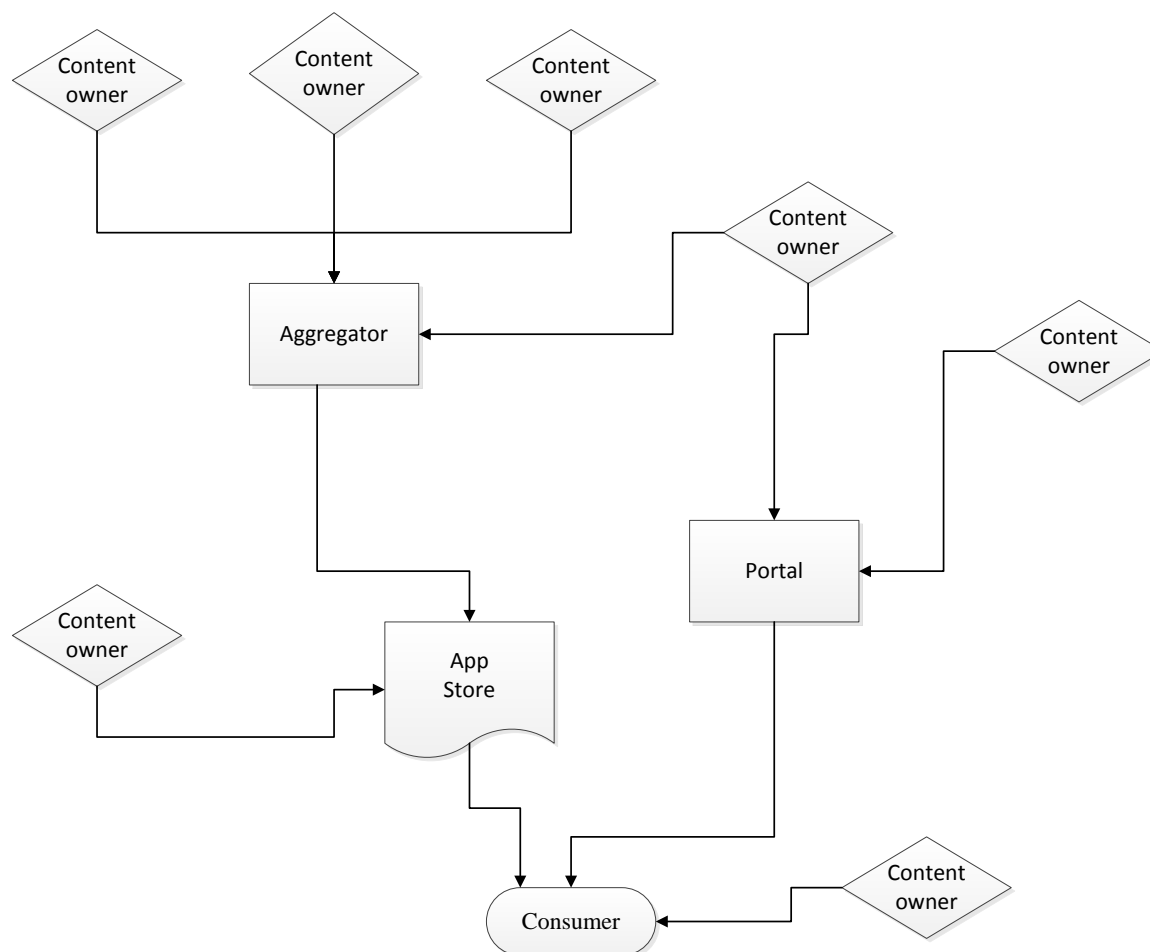 Content
owner
Content
owner
Content
owner
Content
owner
Aggregator
Content
owner
Portal
Content
owner
App
Store
Content
owner
Consumer